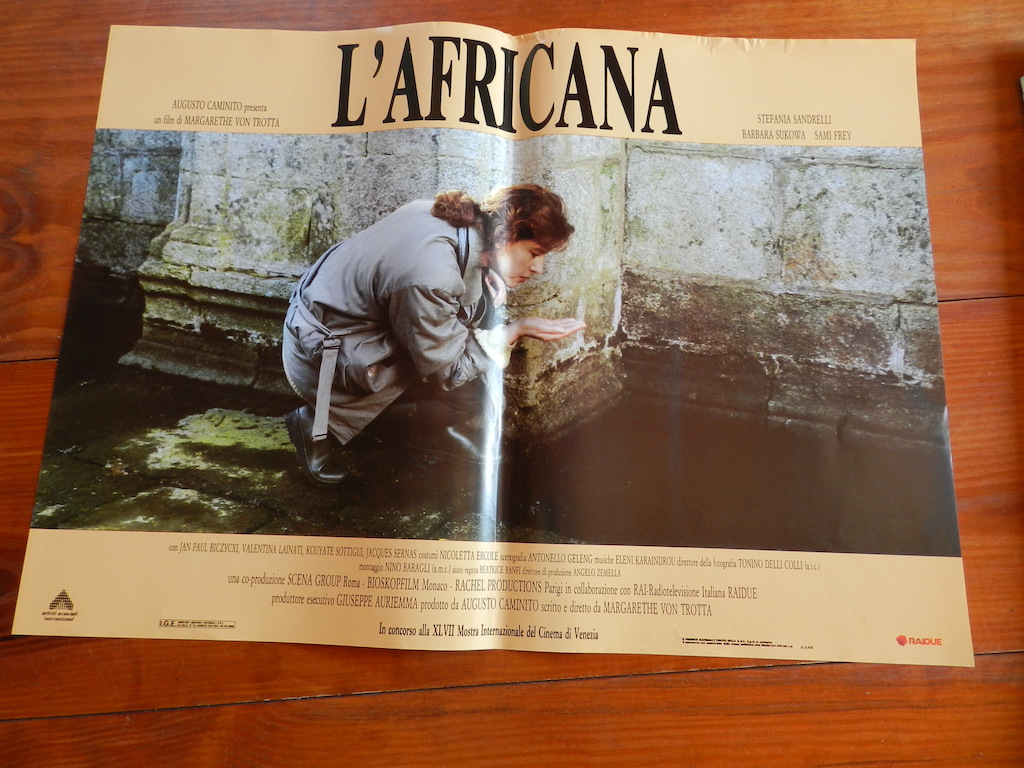 L'AFRICANA
AUGUSTO CAMINITO presenta
un film di MARGARETHE VON TROTTA
STEFANIA SANDRELLI
BARBARA SUKOWA SAMI FREY
con JAN PAUL BICZYCXI, VALENTINA LAINATI, KOUYATE SOTTIGUI, JACQUES SERNAS costumi NICOLETTA ERCOLE scenografia ANTONELLO GELENG musiche ELENI KARAINDROU direttore della fotografia TONINO DELLI COLLI (a.i.c.)
montaggio NINO BARAGLI (a.m.c.) aiuto regista BEATRICE BANFI direttore di produzione ANGELO ZEMELLA
una co-produzione SCENA GROUP Roma - BIOSKOPFILM Monaco - RACHEL PRODUCTIONS Parigi in collaborazione con RAI-Radiotelevisione Italiana RAIDUE
produttore esecutivo GIUSEPPE AURIEMMA prodotto da AUGUSTO CAMINITO scritto e diretto da MARGARETHE VON TROTTA
In concorso alla XLVII Mostra Internazionale del Cinema di Venezia
artisti associati
international
I.G.E.
RAIDUE